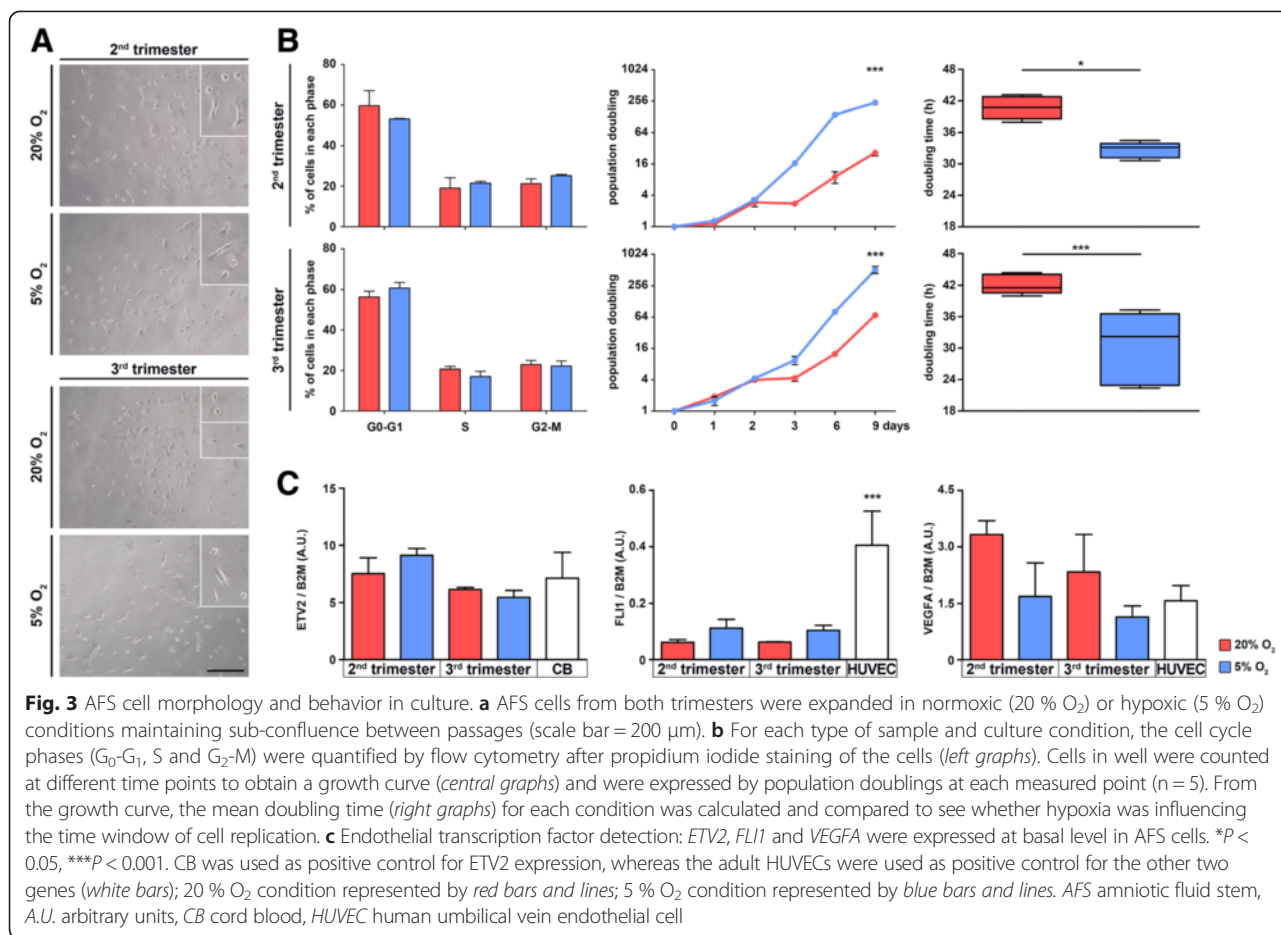 A
2nd trimester
20% O2
5% O2
3rd trimester
20% O2
5% O2
B
2nd trimester
% of cells in each phase
80
60
40
20
0
population doubling
1024
256
64
16
4
1
***
doubling time (h)
48
42
36
30
24
18
*
3rd trimester
% of cells in each phase
80
60
40
20
0
G0-G1 S G2-M
population doubling
1024
256
64
16
4
1
***
0 1 2 3 6 9 days
doubling time (h)
48
42
36
30
24
18
***
C
ETV2 / B2M (A.U.)
15
10
5
0
2nd trimester 3rd trimester CB
FLI1 / B2M (A.U.)
0.6
0.4
0.2
0.0
***
2nd trimester 3rd trimester HUVEC
VEGFA / B2M (A.U.)
4.5
3.0
1.5
0
2nd trimester 3rd trimester HUVEC
20% O2
5% O2
Fig. 3 AFS cell morphology and behavior in culture. a AFS cells from both trimesters were expanded in normoxic (20 % O2) or hypoxic (5 % O2)
conditions maintaining sub-confluence between passages (scale bar = 200 μm). b For each type of sample and culture condition, the cell cycle
phases (G0-G1, S and G2-M) were quantified by flow cytometry after propidium iodide staining of the cells (left graphs). Cells in well were counted
at different time points to obtain a growth curve (central graphs) and were expressed by population doublings at each measured point (n = 5). From
the growth curve, the mean doubling time (right graphs) for each condition was calculated and compared to see whether hypoxia was influencing
the time window of cell replication. c Endothelial transcription factor detection: ETV2, FLI1 and VEGFA were expressed at basal level in AFS cells. *P <
0.05, ***P < 0.001. CB was used as positive control for ETV2 expression, whereas the adult HUVECs were used as positive control for the other two
genes (white bars); 20 % O2 condition represented by red bars and lines; 5 % O2 condition represented by blue bars and lines. AFS amniotic fluid stem,
A.U. arbitrary units, CB cord blood, HUVEC human umbilical vein endothelial cell